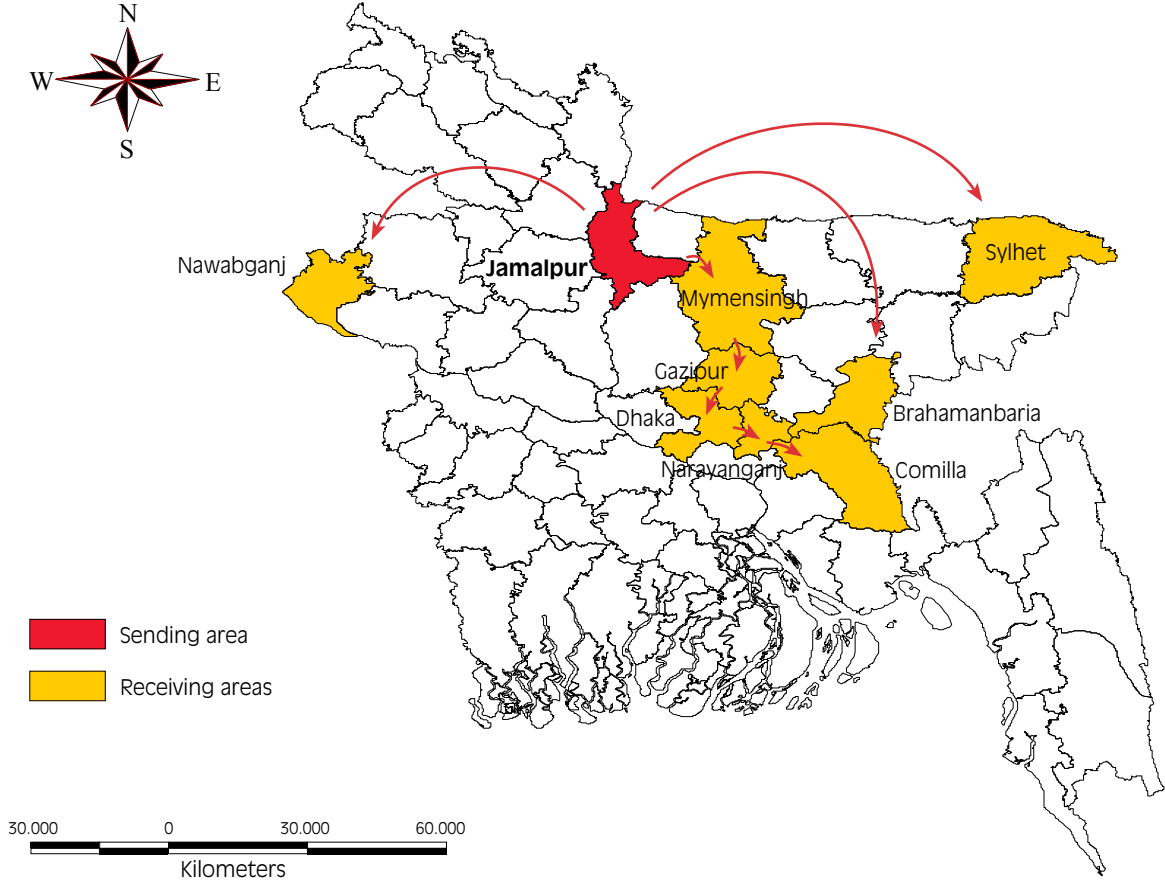 N
W E
S
Nawabganj
Jamalpur
Sylhet
Mymensingh
Gazipur
Dhaka
Brahamanbaria
Narayanganj
Comilla
Sending area
Receiving areas
30.000 0 30.000 60.000
Kilometers